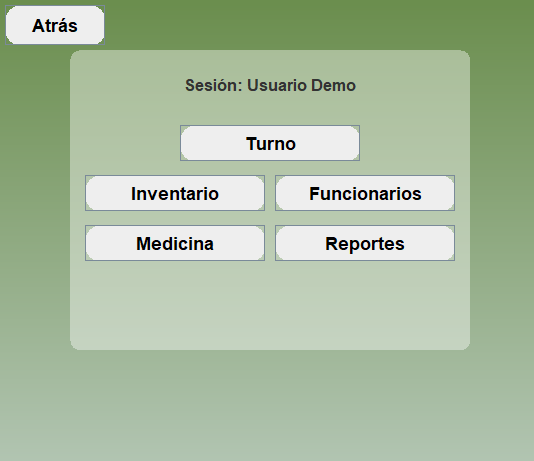 Atrás
Sesión: Usuario Demo
Turno
Inventario Funcionarios
Medicina Reportes